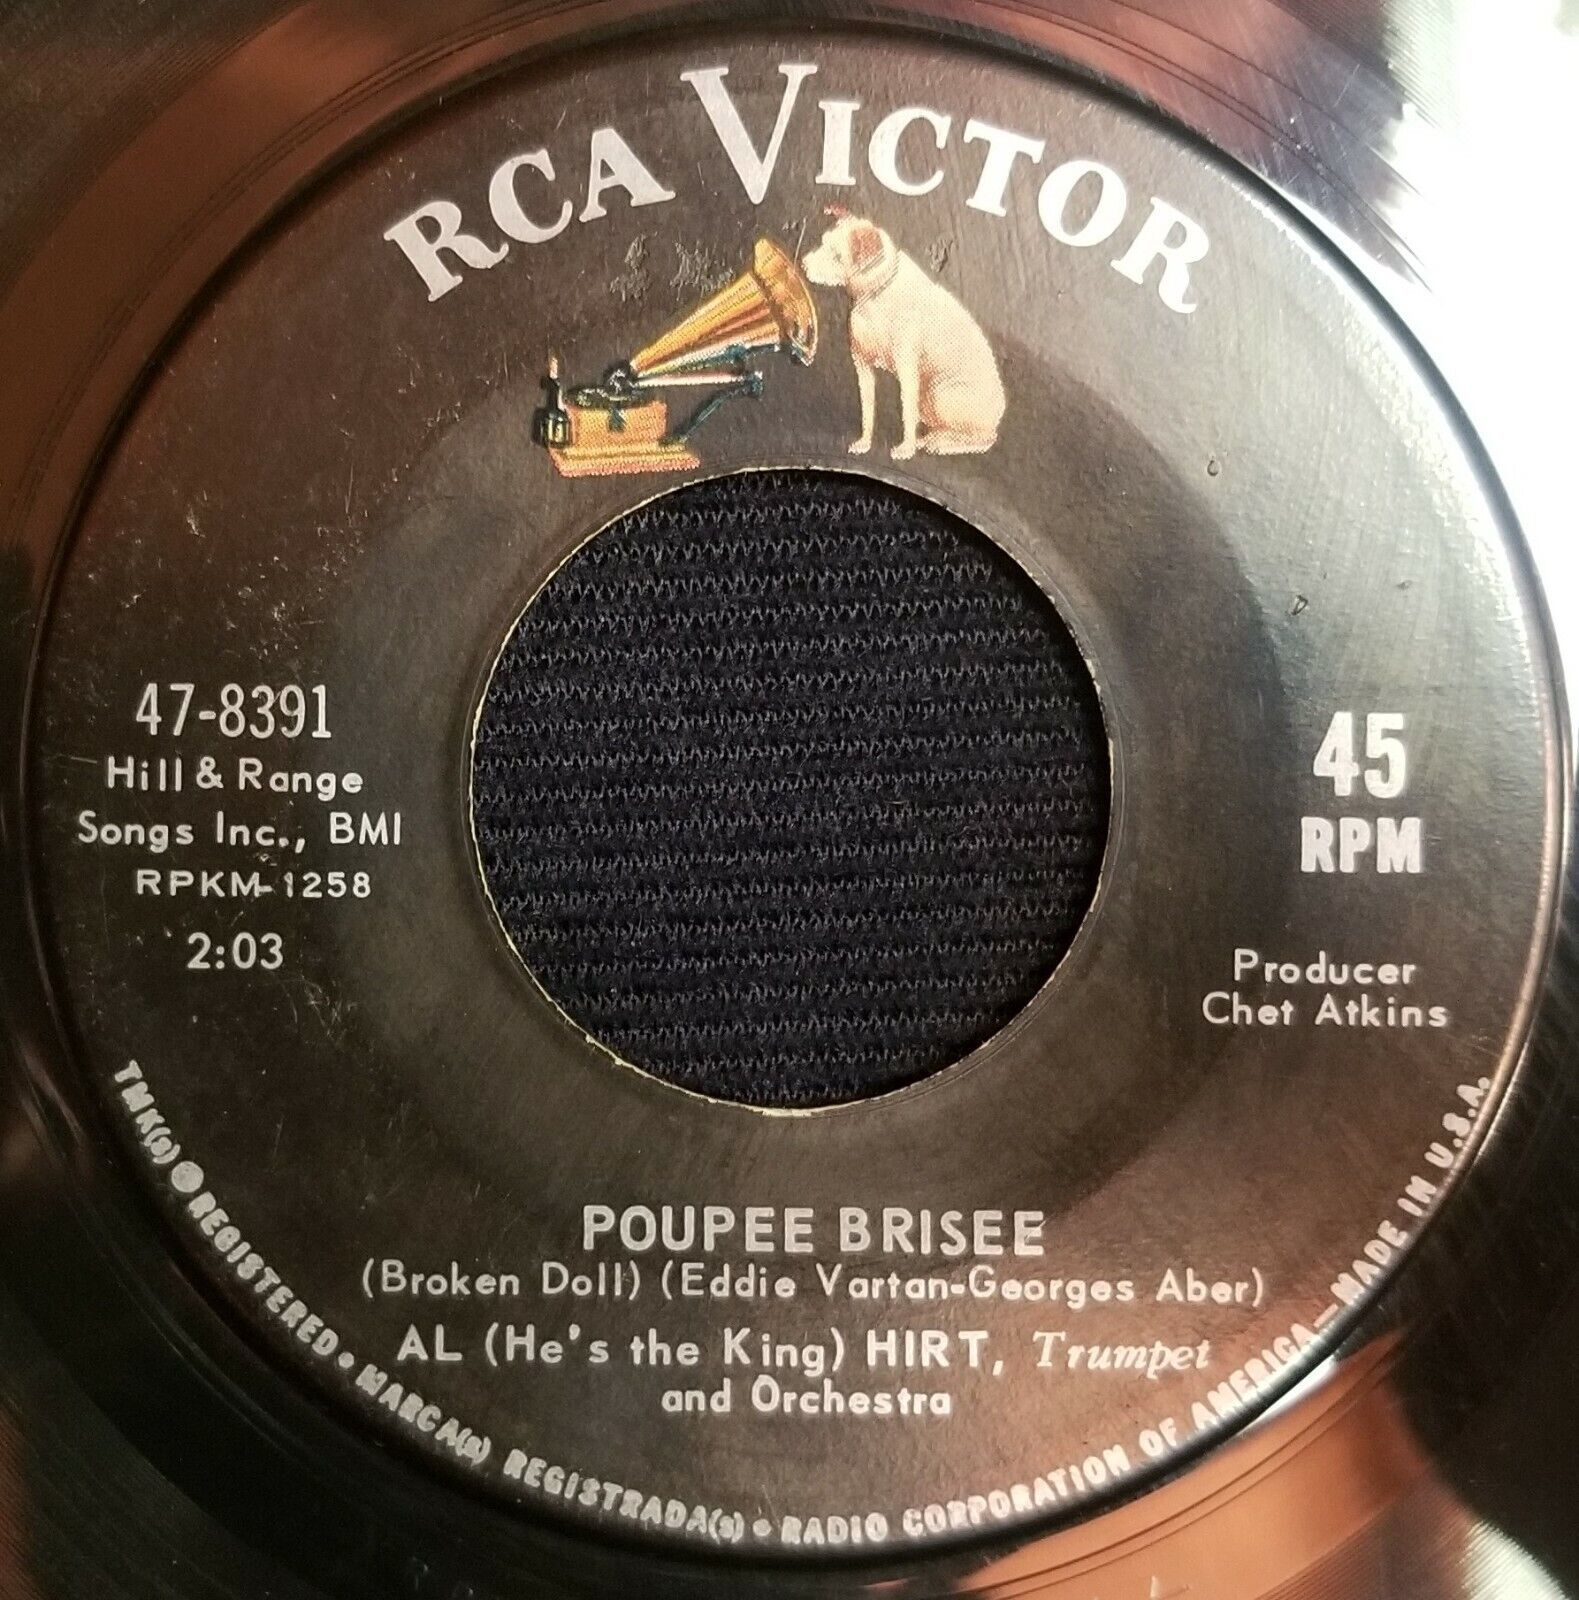 RCA VICTOR
47-8391
Hill & Range
Songs Inc., BMI
RPKM-1258
2:03
45
RPM
Producer
Chet Atkins
POUPEE BRISEE
(Broken Doll) (Eddie Vartan-Georges Aber)
AL (He's the King) HIRT, Trumpet
and Orchestra
TMK(s) ® REGISTERED • MARCA(s) REGISTRADA(s) • RADIO CORPORATION OF AMERICA—MADE IN U.S.A.